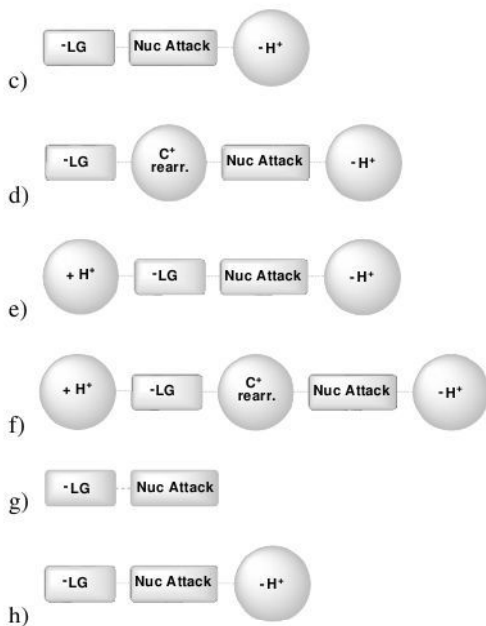 -LG Nuc Attack -H+
c)
-LG C+ rearr. Nuc Attack -H+
d)
+ H+ -LG Nuc Attack -H+
e)
+ H+ -LG C+ rearr. Nuc Attack -H+
f)
-LG Nuc Attack
g)
-LG Nuc Attack -H+
h)